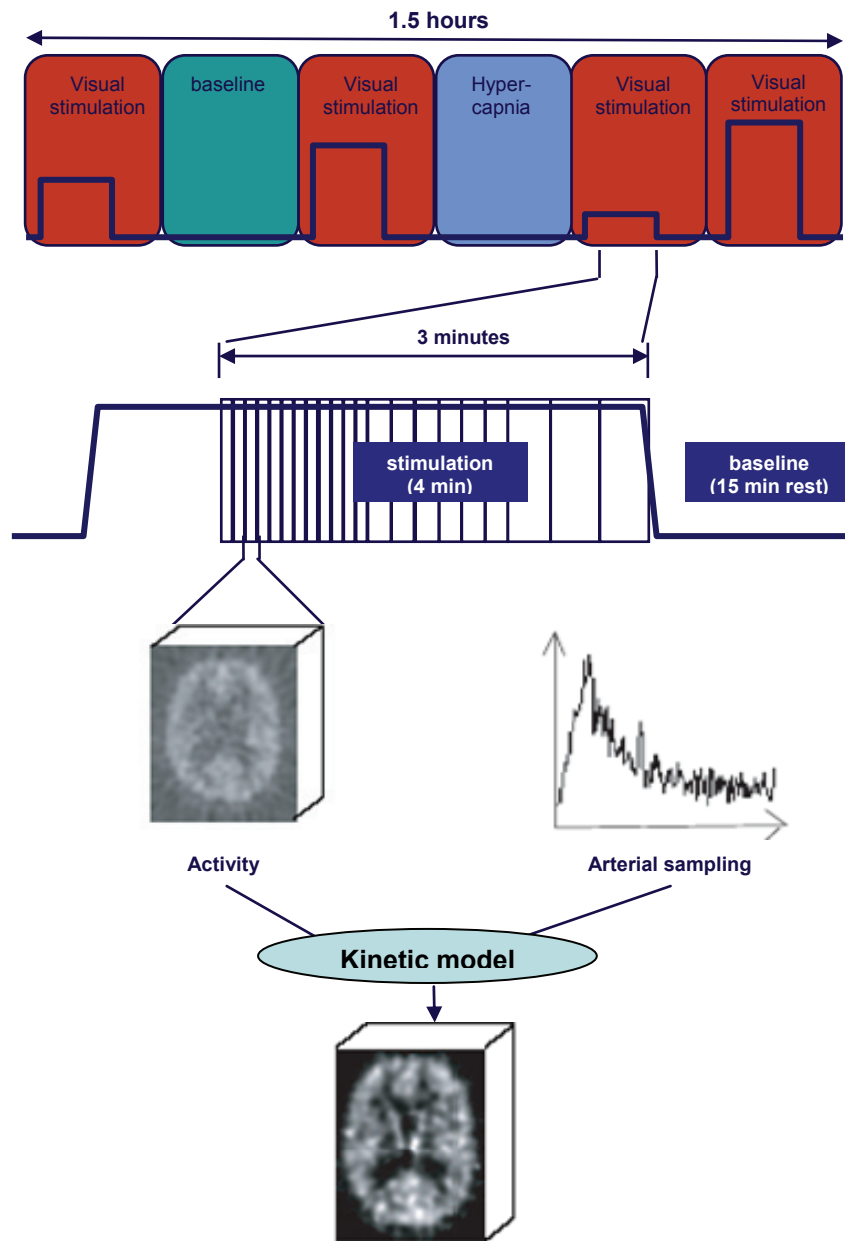 1.5 hours
Visual
stimulation
baseline
Visual
stimulation
Hyper-
capnia
Visual
stimulation
Visual
stimulation
3 minutes
stimulation
(4 min)
baseline
(15 min rest)
Activity
Arterial sampling
Kinetic model